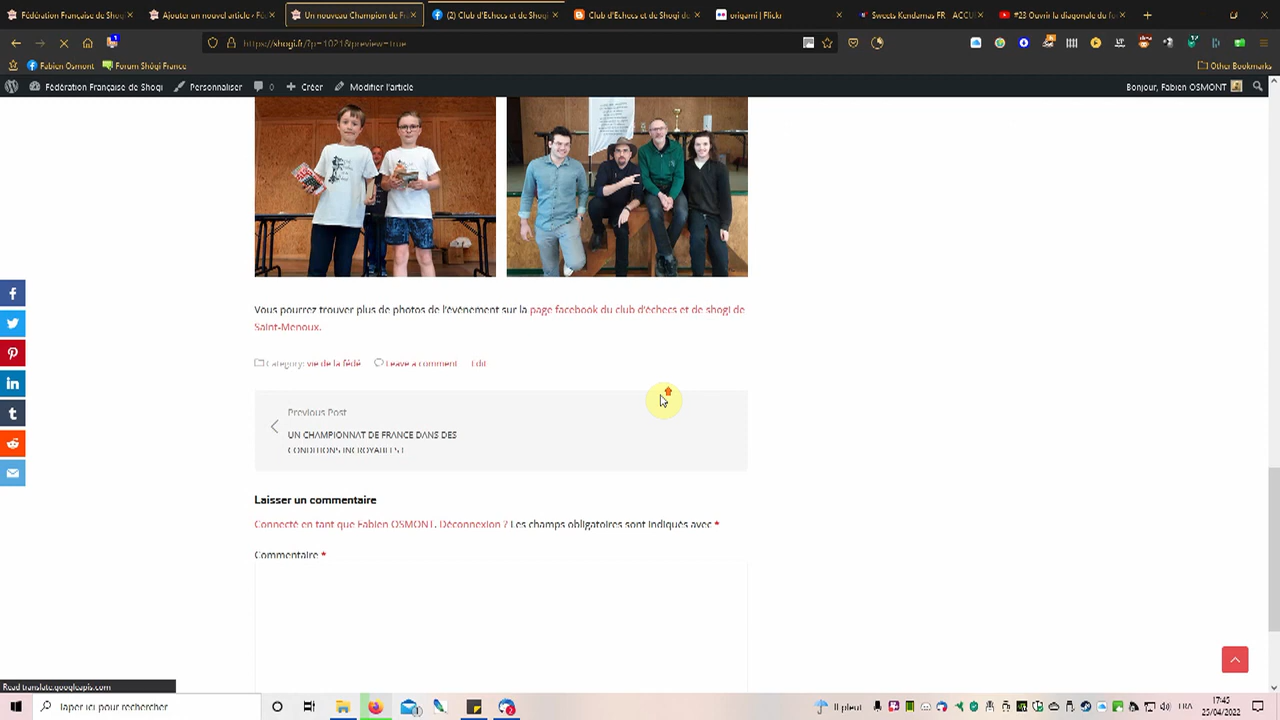 Fédération Française de Shog
Ajouter un nouvel article ‹ F
Un nouveau Champion de Fr
(2) Club d'Echecs et de Shogi
Club d'Echecs et de Shogi de
origami | Flickr
Sweets Kendamas FR
ACCUE
#23 Ouvrir la diagonale du fo
https://shogi.fr/?p=1021&preview=true
Fabien Osmont
Forum Shôgi France
Other Bookmarks
Fédération Française de Shogi
Personnaliser
0
Créer
Modifier l'article
Bonjour, Fabien OSMONT
Vous pourrez trouver plus de photos de l'événement sur la page facebook du club d'échecs et de shogi de
Saint-Menoux.
Category: vie de la fédé
Leave a comment
Edit
Previous Post
UN CHAMPIONNAT DE FRANCE DANS DES
CONDITIONS INCROYABLES !
Laisser un commentaire
Connecté en tant que Fabien OSMONT. Déconnexion ? Les champs obligatoires sont indiqués avec *
Commentaire *
Read translate.googleapis.com
Taper ici pour rechercher
Il pleut
FRA
17:45
25/04/2022